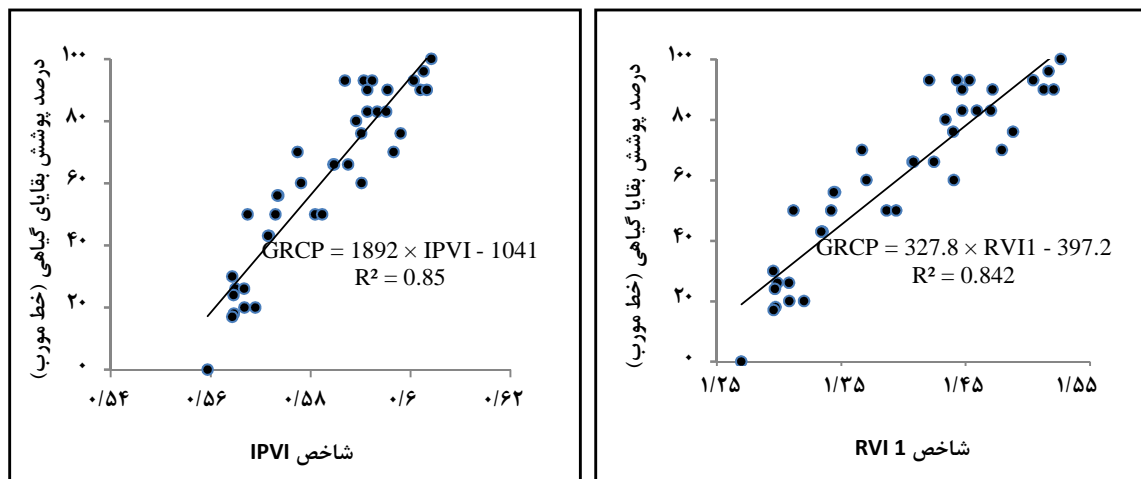 درصد پوشش بقایای گیاهی (خط مورب)
۱۰۰
۸۰
۶۰
۴۰
۲۰
۰
۰/۵۴ ۰/۵۶ ۰/۵۸ ۰/۶ ۰/۶۲
GRCP = 1892 × IPVI - 1041
R² = 0.85
شاخص IPVI
درصد پوشش بقایا گیاهی (خط مورب)
۱۰۰
۸۰
۶۰
۴۰
۲۰
۰
۱/۲۵ ۱/۳۵ ۱/۴۵ ۱/۵۵
GRCP = 327.8 × RVI1 - 397.2
R² = 0.842
شاخص RVI 1